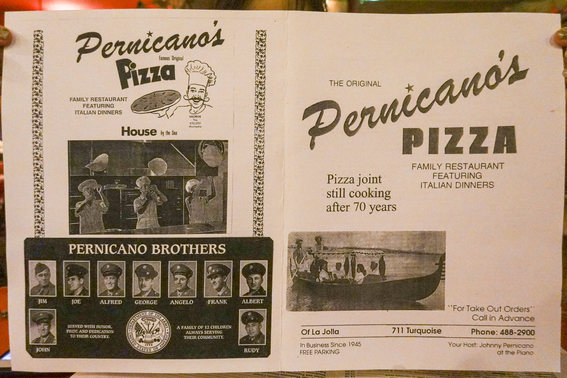 Pernicano's
Famous Original
Pizza
FAMILY RESTAURANT
FEATURING
ITALIAN DINNERS
House by the Sea
PERNICANO BROTHERS
JIM JOE ALFRED GEORGE ANGELO FRANK ALBERT
JOHN
SERVED WITH HONOR,
PILOT AND DEDICATION
TO THEIR COUNTRY.
A FAMILY OF 12 CHILDREN
ALWAYS SERVING
THEIR COMMUNITY.
RUDY
THE ORIGINAL
Pernicano's
PIZZA
FAMILY RESTAURANT
FEATURING
ITALIAN DINNERS
Pizza joint
still cooking
after 70 years
"For Take Out Orders"
Call in Advance
Of La Jolla 711 Turquoise Phone: 488-2900
In Business Since 1945
FREE PARKING
Your Host: Johnny Pernicano
at the Piano